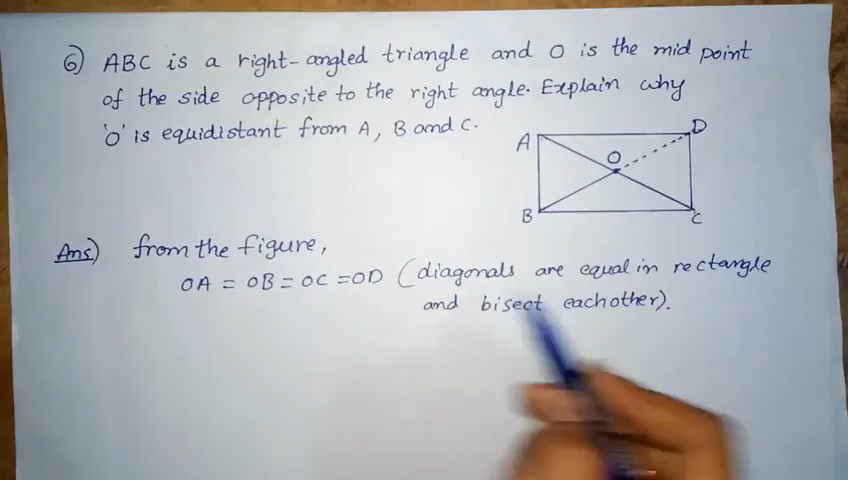 6) ABC is a right-angled triangle and O is the mid point
of the side opposite to the right angle. Explain why
'O' is equidistant from A, B and C.
A
D
O
B
C
Ans) from the figure,
OA = OB = OC = OD (diagonals are equal in rectangle
and bisect eachother).